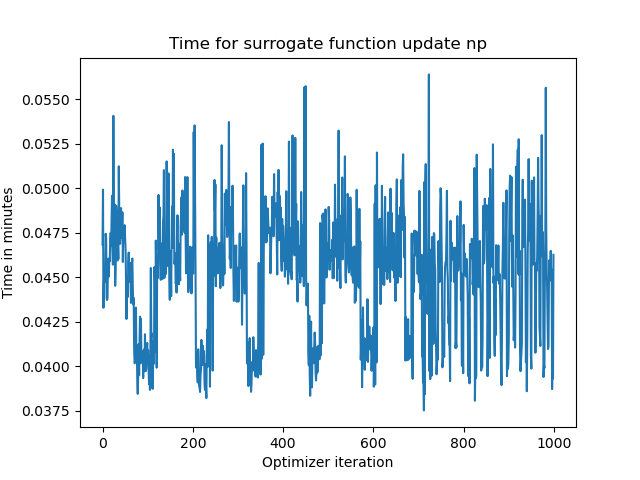 Time for surrogate function update np
Time in minutes
0.0550
0.0525
0.0500
0.0475
0.0450
0.0425
0.0400
0.0375
0 200 400 600 800 1000
Optimizer iteration